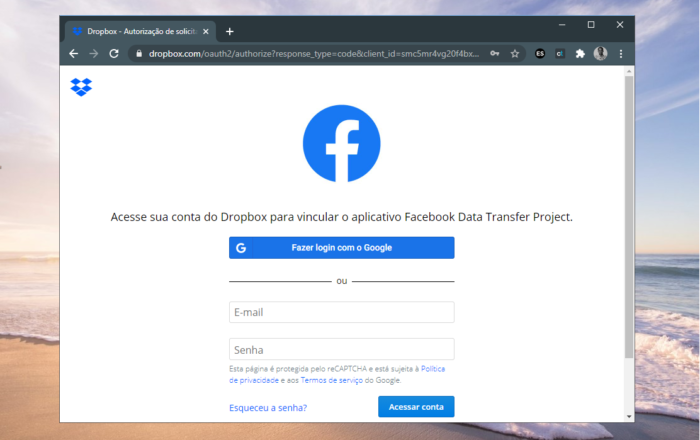 Dropbox - Autorização de solicit
dropbox.com/oauth2/authorize?response_type=code&client_id=smc5mr4vg20f4bx...
ES
Acesse sua conta do Dropbox para vincular o aplicativo Facebook Data Transfer Project.
Fazer login com o Google
ou
E-mail
Senha
Esta página é protegida pelo reCAPTCHA e está sujeita à Política
de privacidade e aos Termos de serviço do Google.
Esqueceu a senha?
Acessar conta